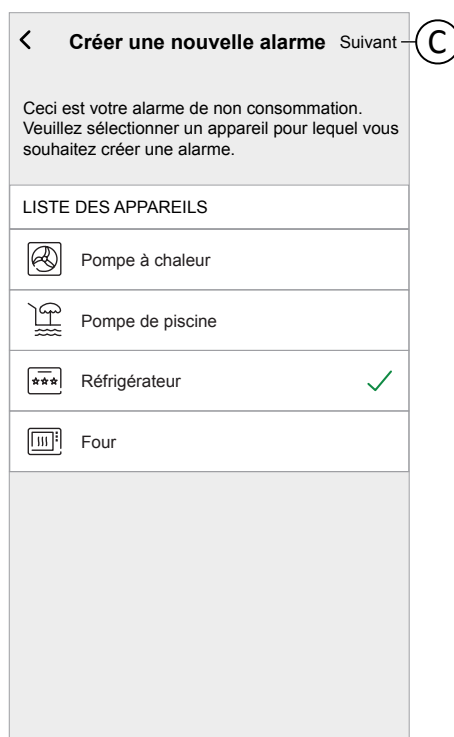 Créer une nouvelle alarme Suivant C
Ceci est votre alarme de non consommation.
Veuillez sélectionner un appareil pour lequel vous
souhaitez créer une alarme.
LISTE DES APPAREILS
Pompe à chaleur
Pompe de piscine
Réfrigérateur
Four